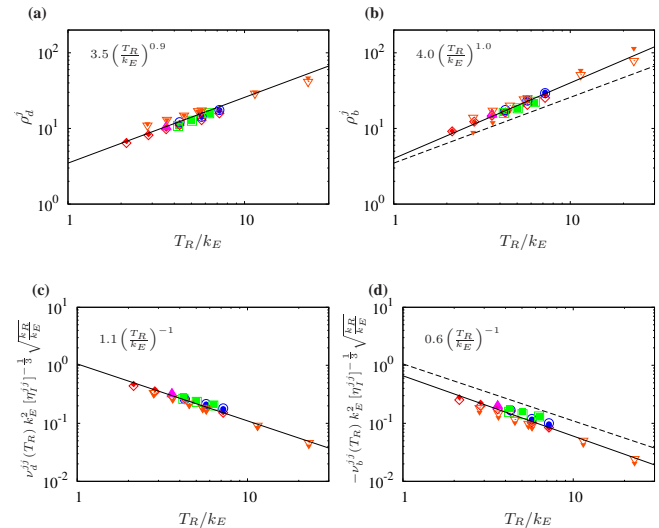 (a)
(b)
3.5 (T_R/k_E)^{0.9}
4.0 (T_R/k_E)^{1.0}
10^2
10^1
10^0
ρ_d^j
10^2
10^1
10^0
ρ_b^j
1 10
1 10
T_R/k_E
T_R/k_E
(c)
(d)
1.1 (T_R/k_E)^{-1}
0.6 (T_R/k_E)^{-1}
10^1
10^0
10^{-1}
10^{-2}
ν_d^{jj}(T_R) k_E^2 [η_I^{jj}]^{-1/3} √(k_R/k_E)
10^1
10^0
10^{-1}
10^{-2}
−ν_b^{jj}(T_R) k_E^2 [η_I^{jj}]^{-1/3} √(k_R/k_E)
1 10
1 10
T_R/k_E
T_R/k_E